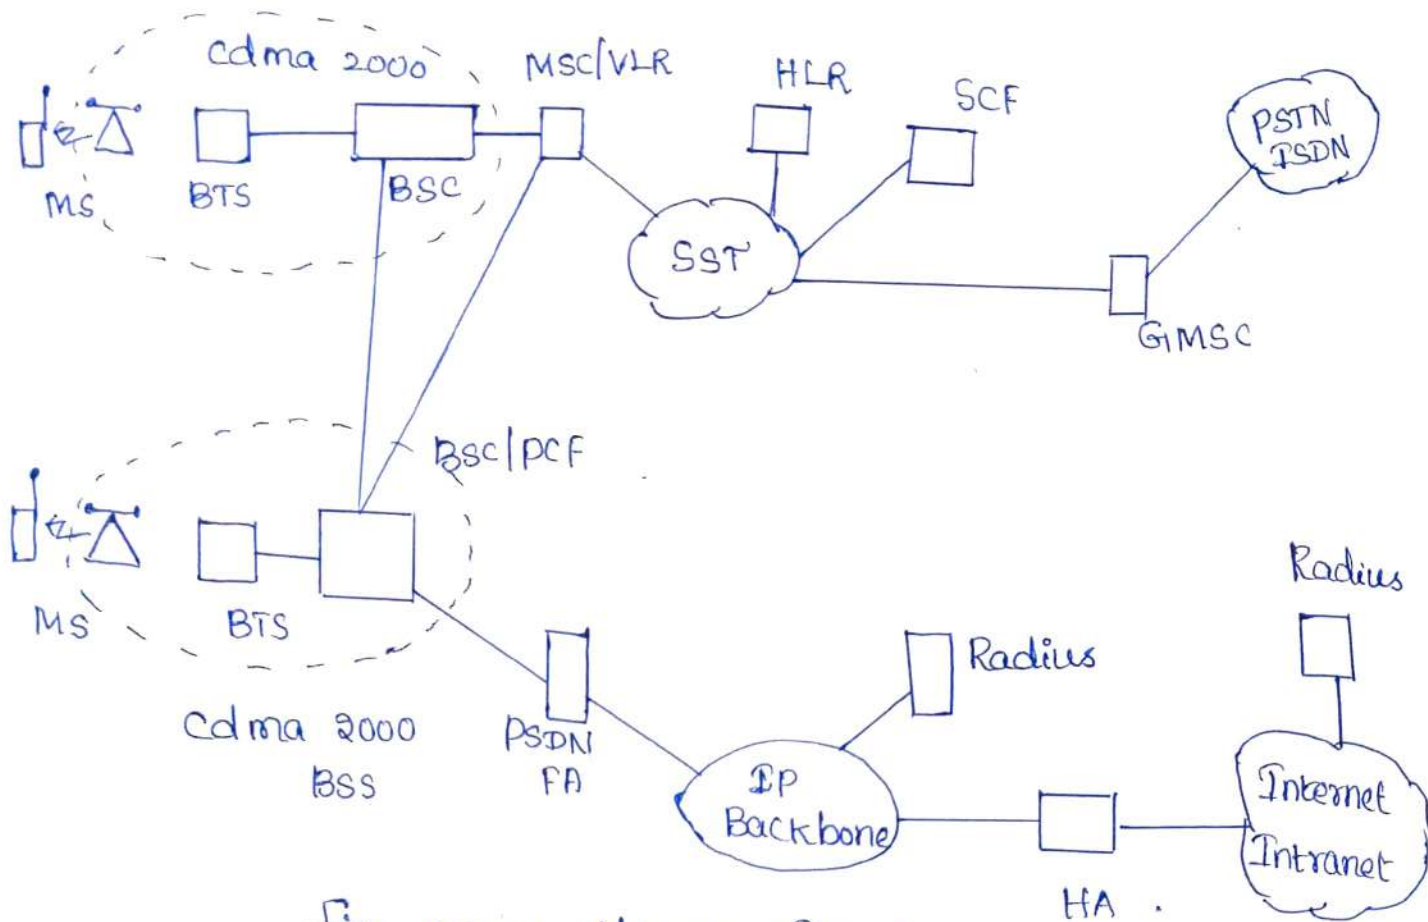 cdma 2000
MSC/VLR
HLR
SCF
PSTN
ISDN
MS
BTS
BSC
SST
GMSC
BSC/PCF
MS
BTS
Radius
Radius
cdma 2000
BSS
PSDN
FA
IP
Backbone
Internet
Intranet
HA